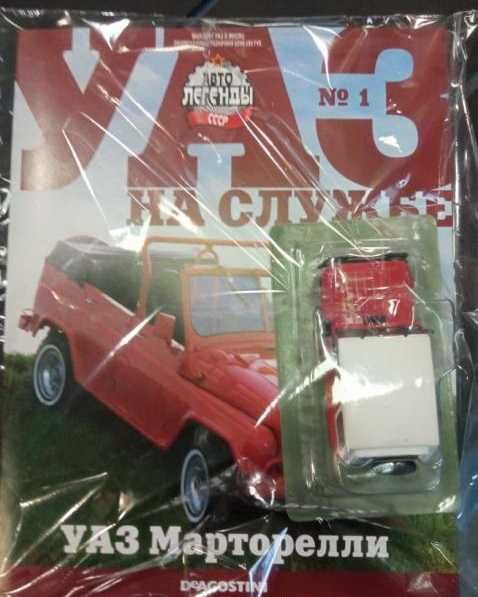 УАЗ
АВТО
ЛЕГЕНДЫ
СССР
№ 1
НА СЛУЖБЕ
УАЗ Марторелли
DeAGOSTINI